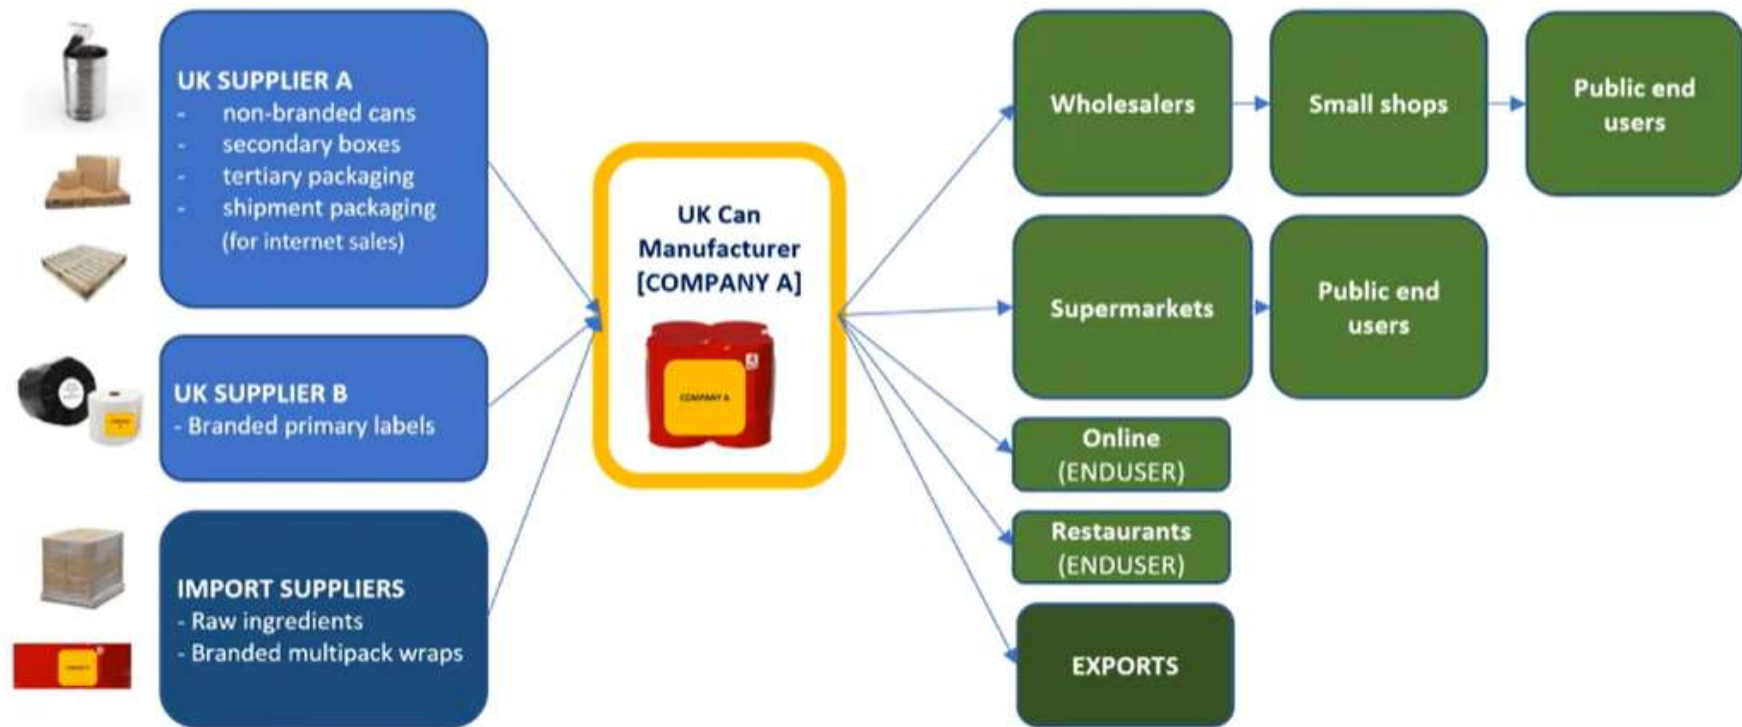 UK SUPPLIER A
- non-branded cans
- secondary boxes
- tertiary packaging
- shipment packaging
(for internet sales)
UK SUPPLIER B
- Branded primary labels
IMPORT SUPPLIERS
- Raw ingredients
- Branded multipack wraps
UK Can
Manufacturer
[COMPANY A]
4
COMPANY A
Wholesalers
Small shops
Public end
users
Supermarkets
Public end
users
Online
(ENDUSER)
Restaurants
(ENDUSER)
EXPORTS